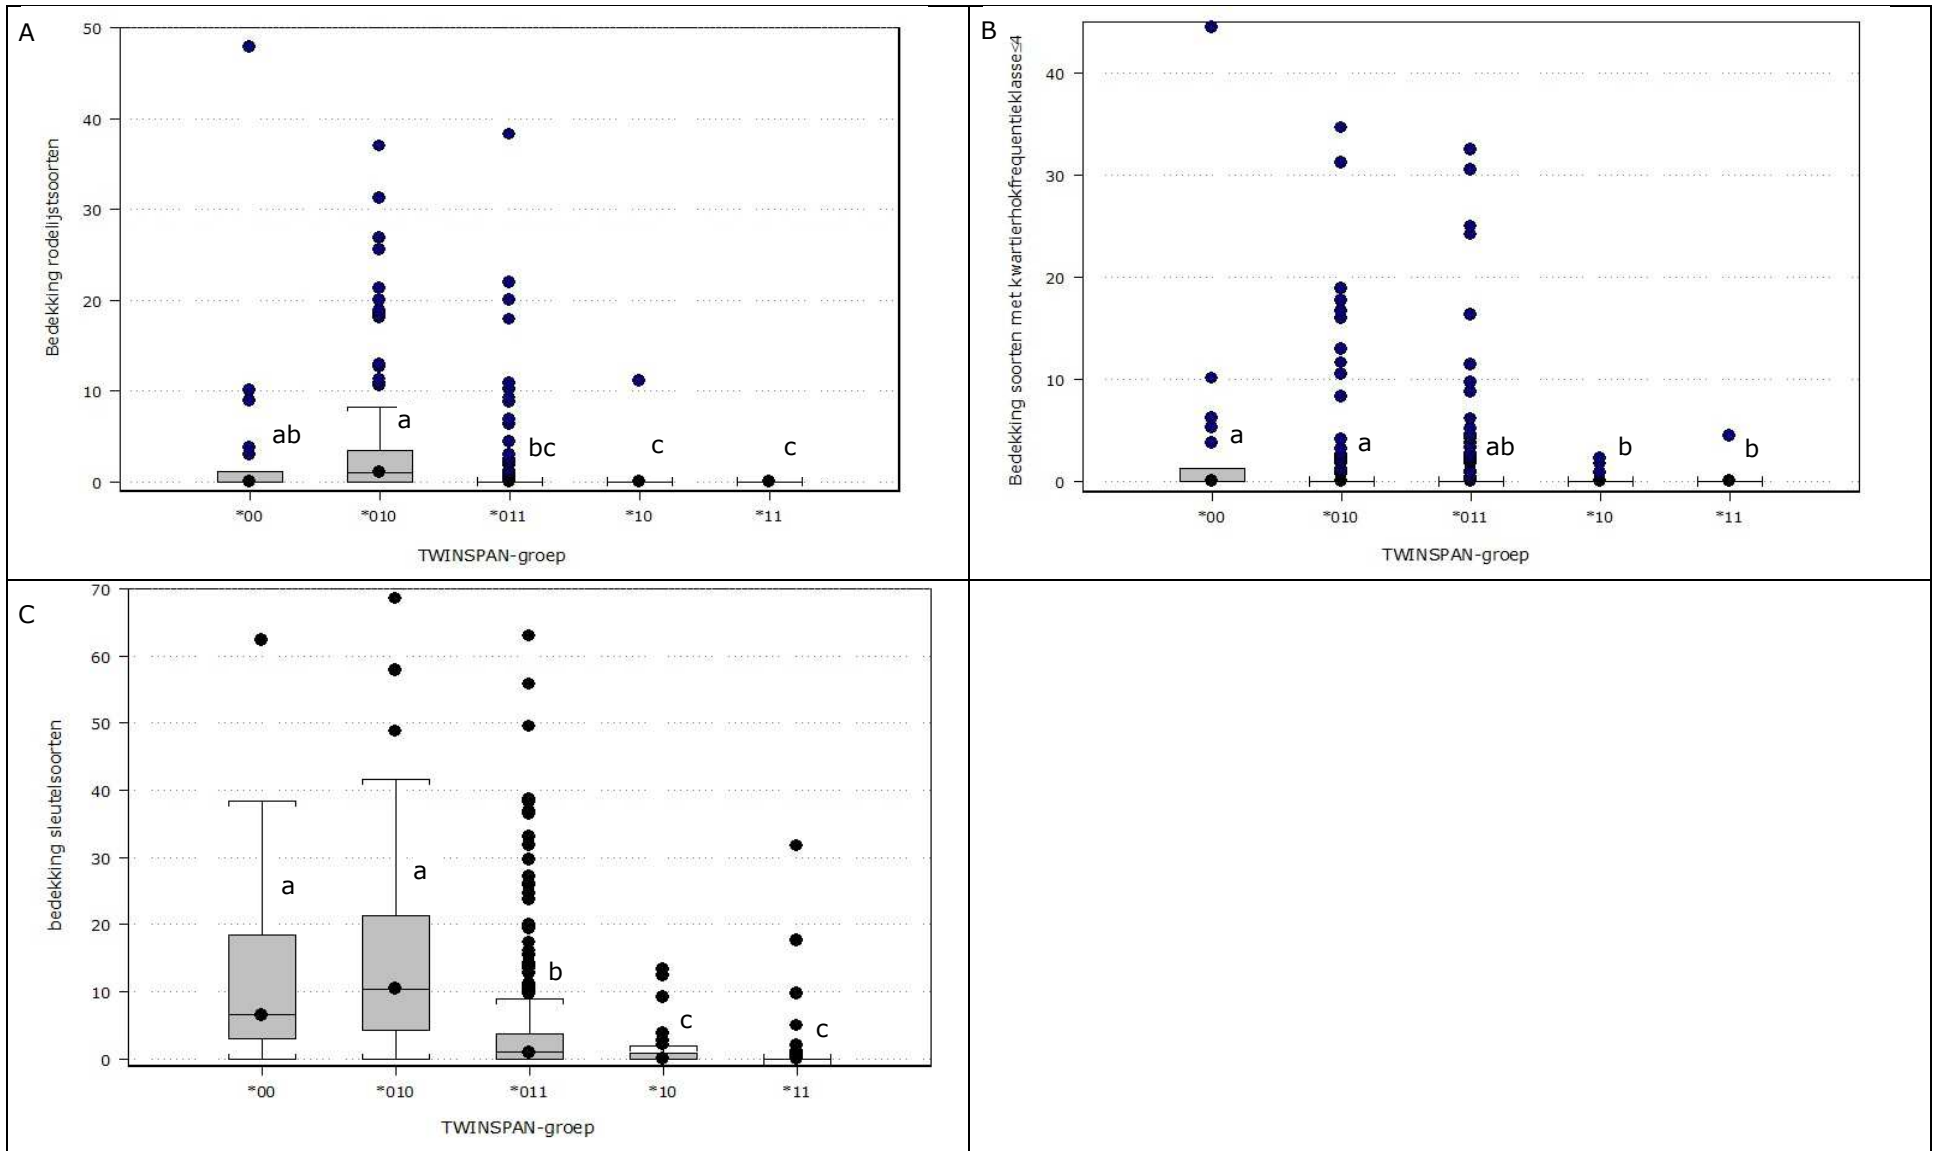 A
50
40
30
20
10
0
Bedekking rodelijstsoorten
ab
a
bc
c
c
*00 *010 *011 *10 *11
TWINSPAN-groep
B
40
30
20
10
0
Bedekking soorten met kwartierhokfrequentieklasse≤4
a
a
ab
b
b
*00 *010 *011 *10 *11
TWINSPAN-groep
C
70
60
50
40
30
20
10
0
bedekking sleutelsoorten
a
a
b
c
c
*00 *010 *011 *10 *11
TWINSPAN-groep